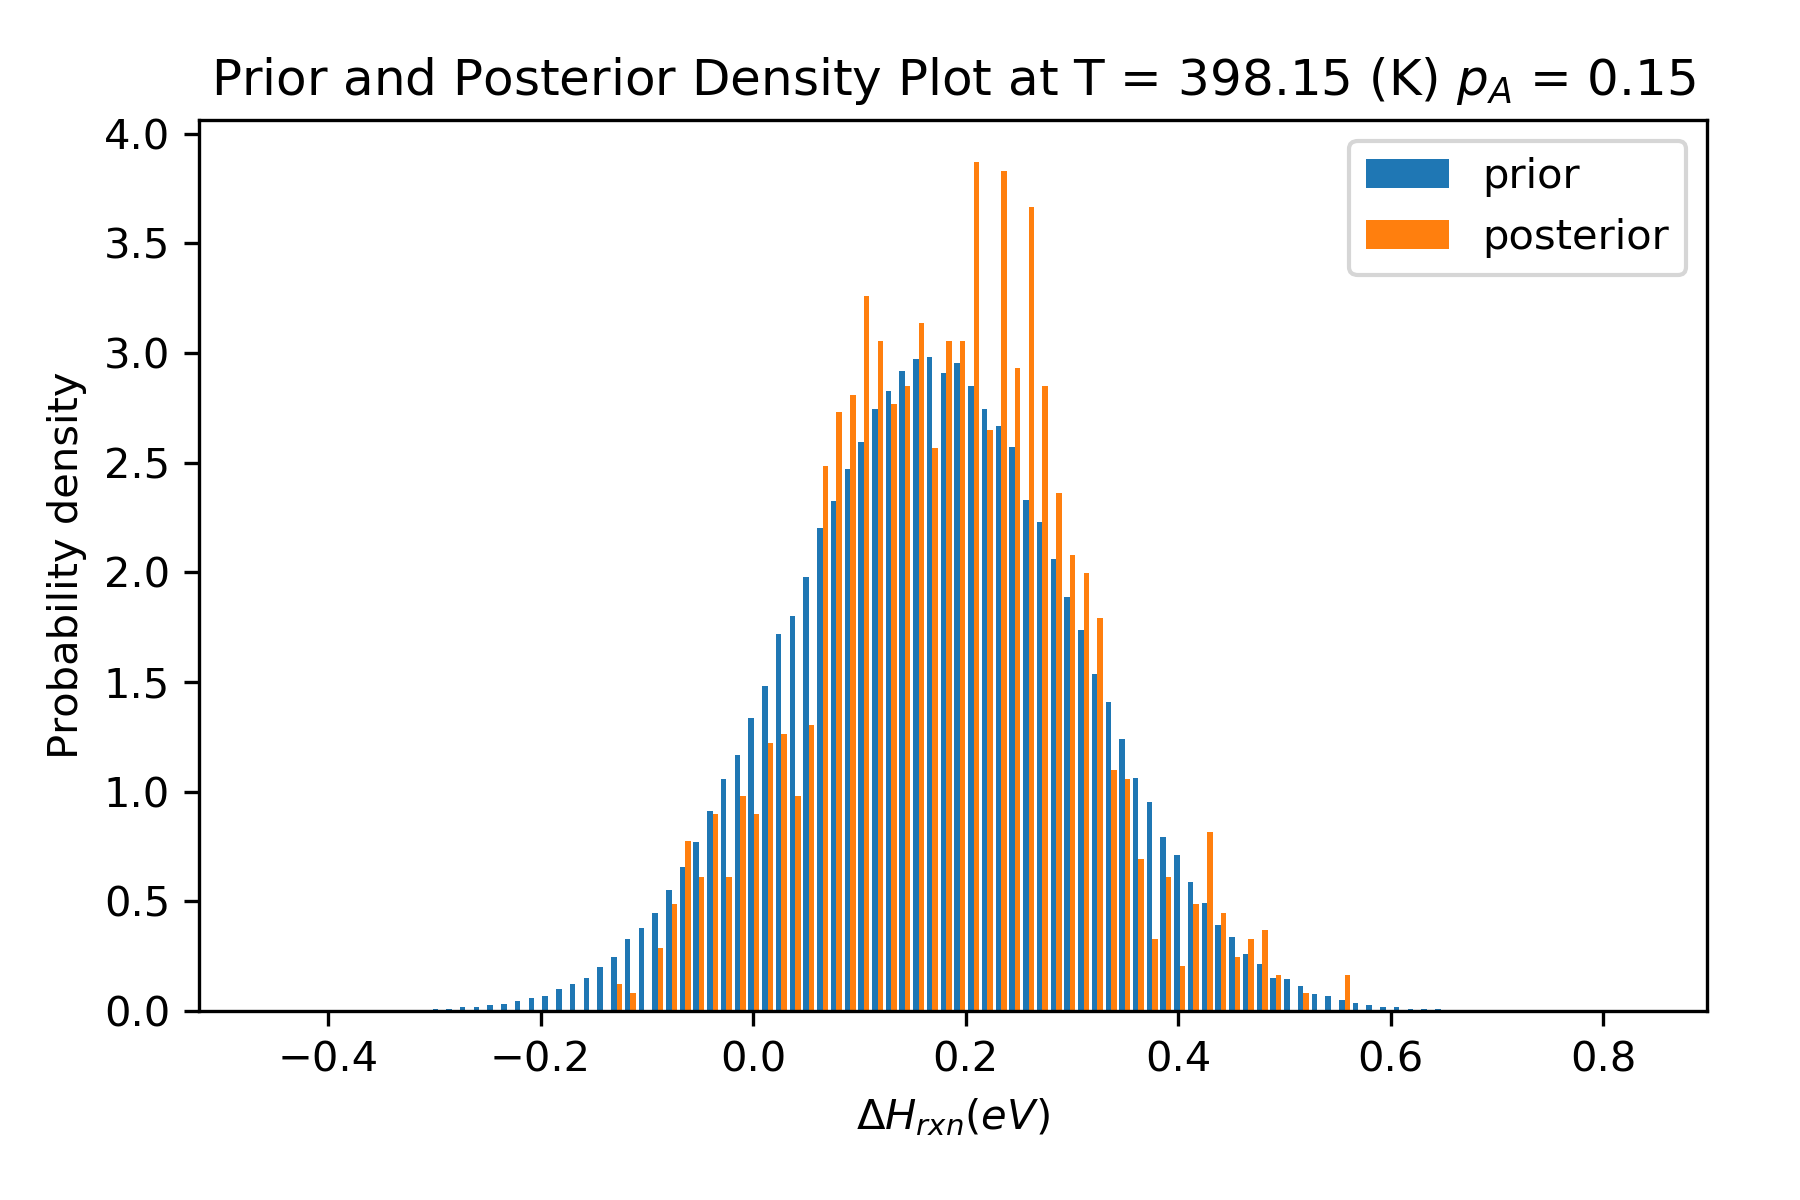 Prior and Posterior Density Plot at T = 398.15 (K) p_A = 0.15
prior
posterior
Probability density
4.0
3.5
3.0
2.5
2.0
1.5
1.0
0.5
0.0
−0.4 −0.2 0.0 0.2 0.4 0.6 0.8
ΔH_rxn(eV)